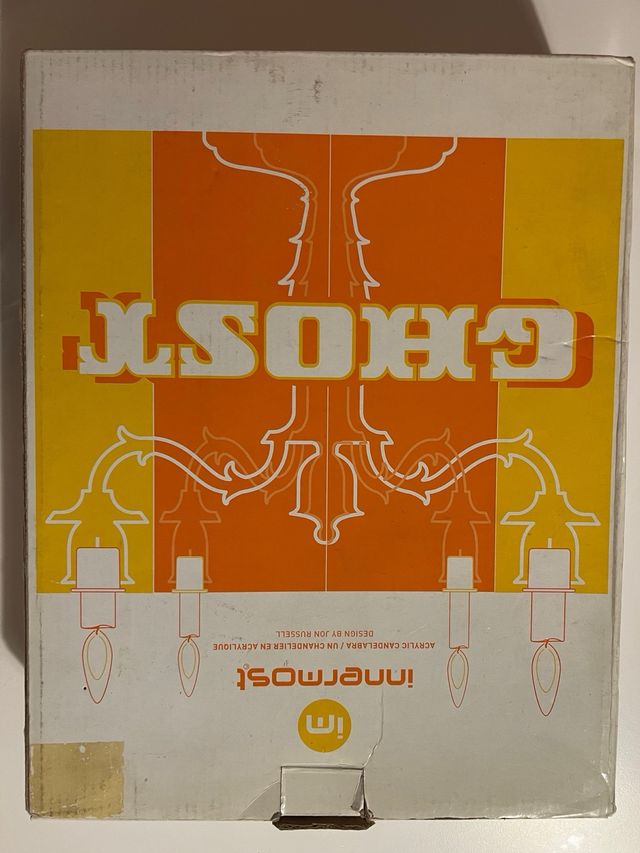 im
innermost®
ACRYLIC CANDELABRA / UN CHANDELIER EN ACRYLIQUE
DESIGN BY JON RUSSELL
GHOST